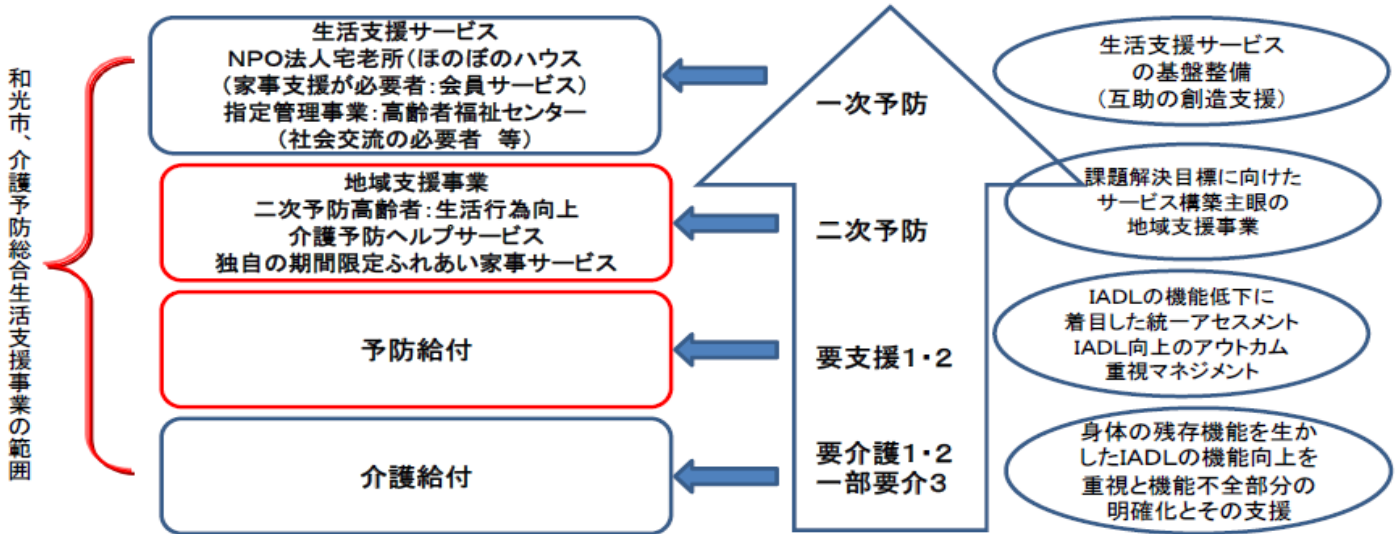 和光市、介護予防総合生活支援事業の範囲
生活支援サービス
NPO法人宅老所(ほのぼのハウス
(家事支援が必要者:会員サービス)
指定管理事業:高齢者福祉センター
(社会交流の必要者 等)
一次予防
生活支援サービス
の基盤整備
(互助の創造支援)
地域支援事業
二次予防高齢者:生活行為向上
介護予防ヘルプサービス
独自の期間限定ふれあい家事サービス
二次予防
課題解決目標に向けた
サービス構築主眼の
地域支援事業
予防給付
要支援1・2
IADLの機能低下に
着目した統一アセスメント
IADL向上のアウトカム
重視マネジメント
介護給付
要介護1・2
一部要介3
身体の残存機能を生か
したIADLの機能向上を
重視と機能不全部分の
明確化とその支援